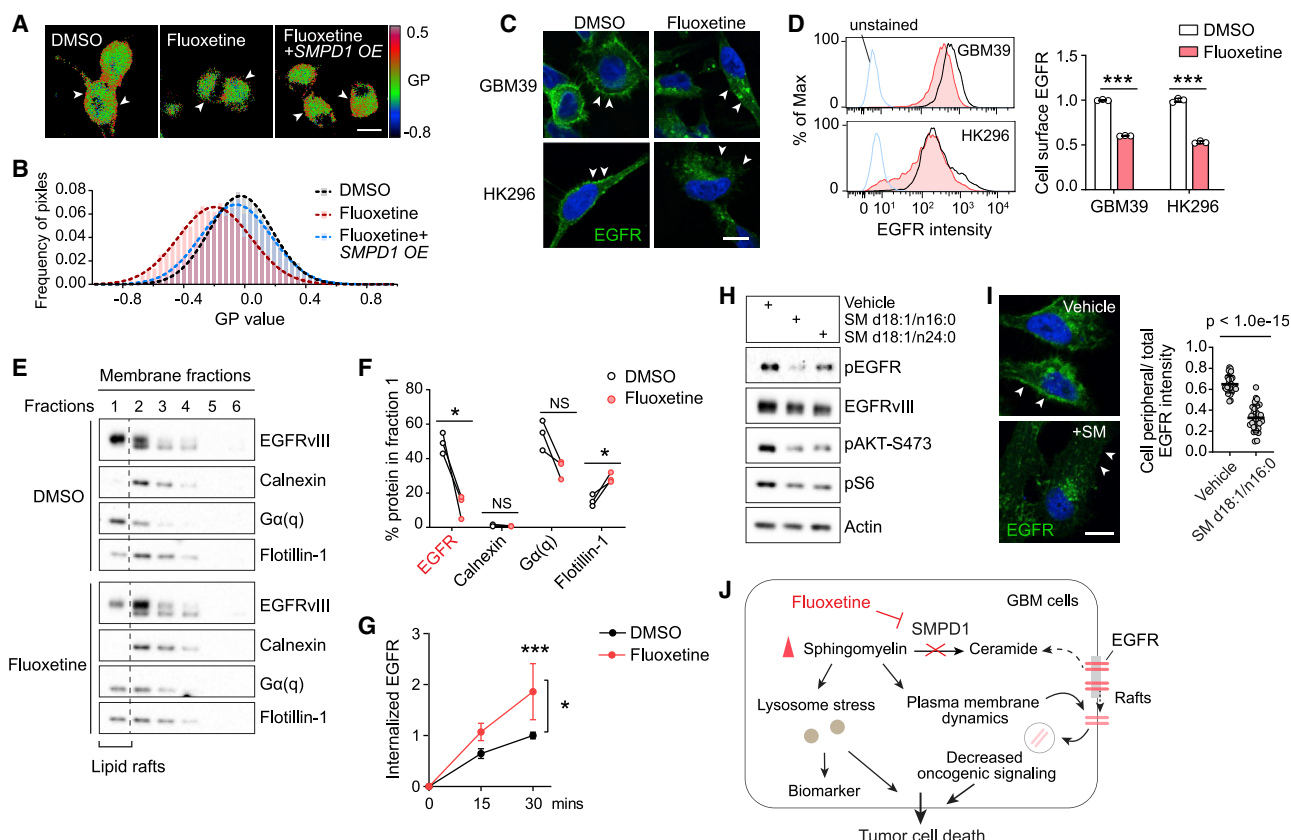 A
DMSO
Fluoxetine
Fluoxetine
+SMPD1 OE
0.5
GP
-0.8
B
Frequency of pixles
0.08
0.06
0.04
0.02
0.00
-0.8
-0.4
0.0
0.4
0.8
GP value
DMSO
Fluoxetine
Fluoxetine+
SMPD1 OE
C
DMSO
Fluoxetine
GBM39
HK296
EGFR
D
unstained
% of Max
100
0
GBM39
100
0
HK296
0 10¹ 10² 10³ 10⁴
EGFR intensity
DMSO
Fluoxetine
Cell surface EGFR
1.5
1.0
0.5
0.0
***
***
GBM39
HK296
E
Membrane fractions
Fractions 1 2 3 4 5 6
DMSO
EGFRvIII
Calnexin
Gα(q)
Flotillin-1
Fluoxetine
EGFRvIII
Calnexin
Gα(q)
Flotillin-1
Lipid rafts
F
% protein in fraction 1
80
60
40
20
0
*
NS
NS
*
DMSO
Fluoxetine
EGFR
Calnexin
Gα(q)
Flotillin-1
G
Internalized EGFR
3
2
1
0
DMSO
Fluoxetine
***
*
0
15
30
mins
H
+ Vehicle
+ SM d18:1/n16:0
+ SM d18:1/n24:0
pEGFR
EGFRvIII
pAKT-S473
pS6
Actin
I
Vehicle
+SM
EGFR
p < 1.0e-15
Cell peripheral/ total
EGFR intensity
1.0
0.8
0.6
0.4
0.2
0.0
Vehicle
SM d18:1/n16:0
J
Fluoxetine
GBM cells
SMPD1
Sphingomyelin
Ceramide
EGFR
Rafts
Lysosome stress
Plasma membrane
dynamics
Biomarker
Decreased
oncogenic signaling
Tumor cell death